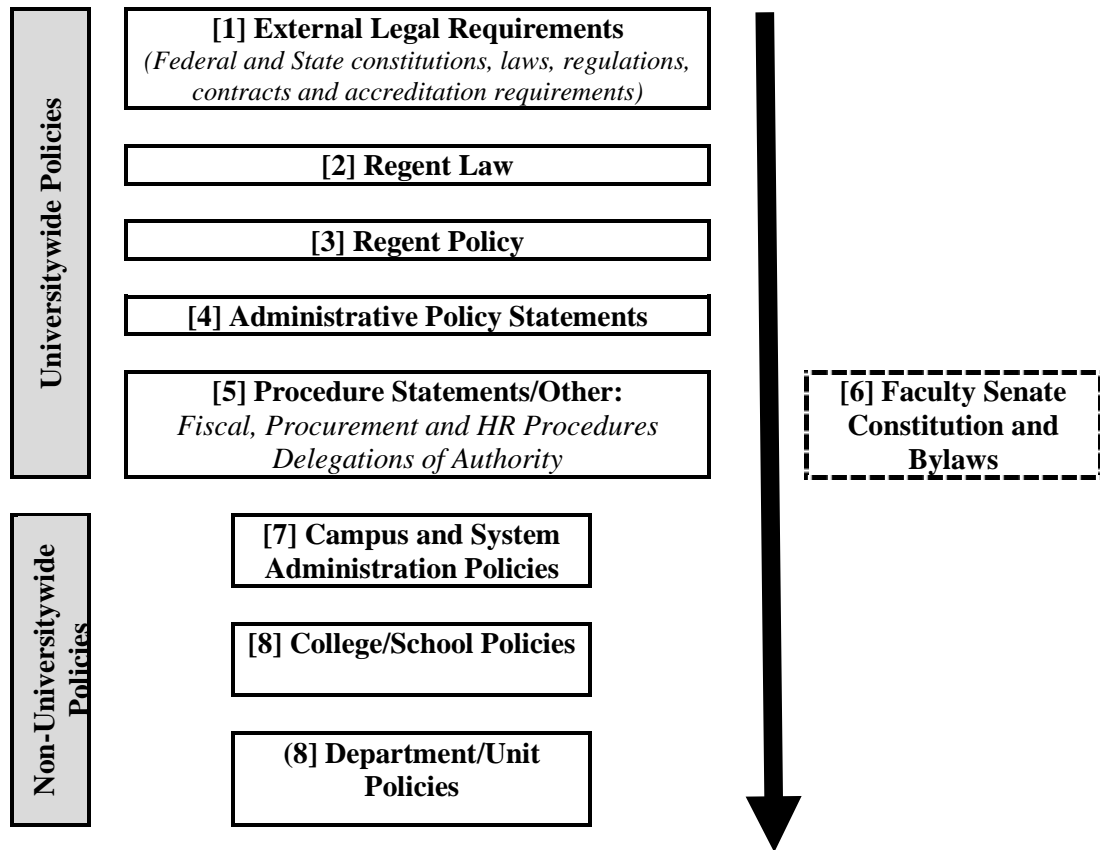 Universitywide Policies
[1] External Legal Requirements
(Federal and State constitutions, laws, regulations,
contracts and accreditation requirements)
[2] Regent Law
[3] Regent Policy
[4] Administrative Policy Statements
[5] Procedure Statements/Other:
Fiscal, Procurement and HR Procedures
Delegations of Authority
[6] Faculty Senate
Constitution and
Bylaws
Non-Universitywide
Policies
[7] Campus and System
Administration Policies
[8] College/School Policies
(8] Department/Unit
Policies